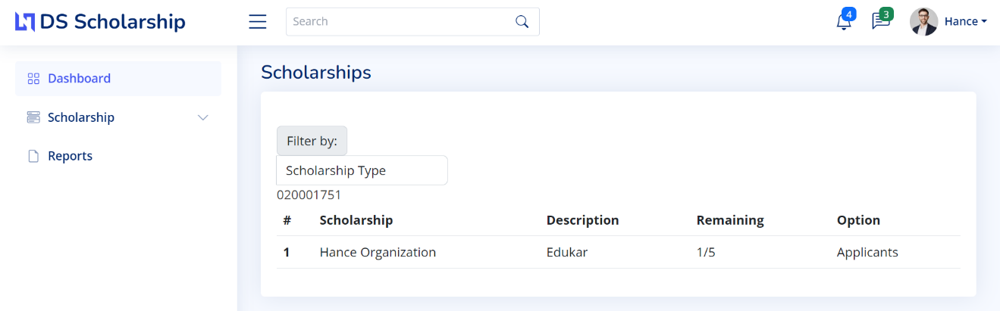 DS Scholarship
Search
4
3
Hance
Dashboard
Scholarship
Reports
Scholarships
Filter by:
Scholarship Type
020001751
# Scholarship Description Remaining Option
1 Hance Organization Edukar 1/5 Applicants